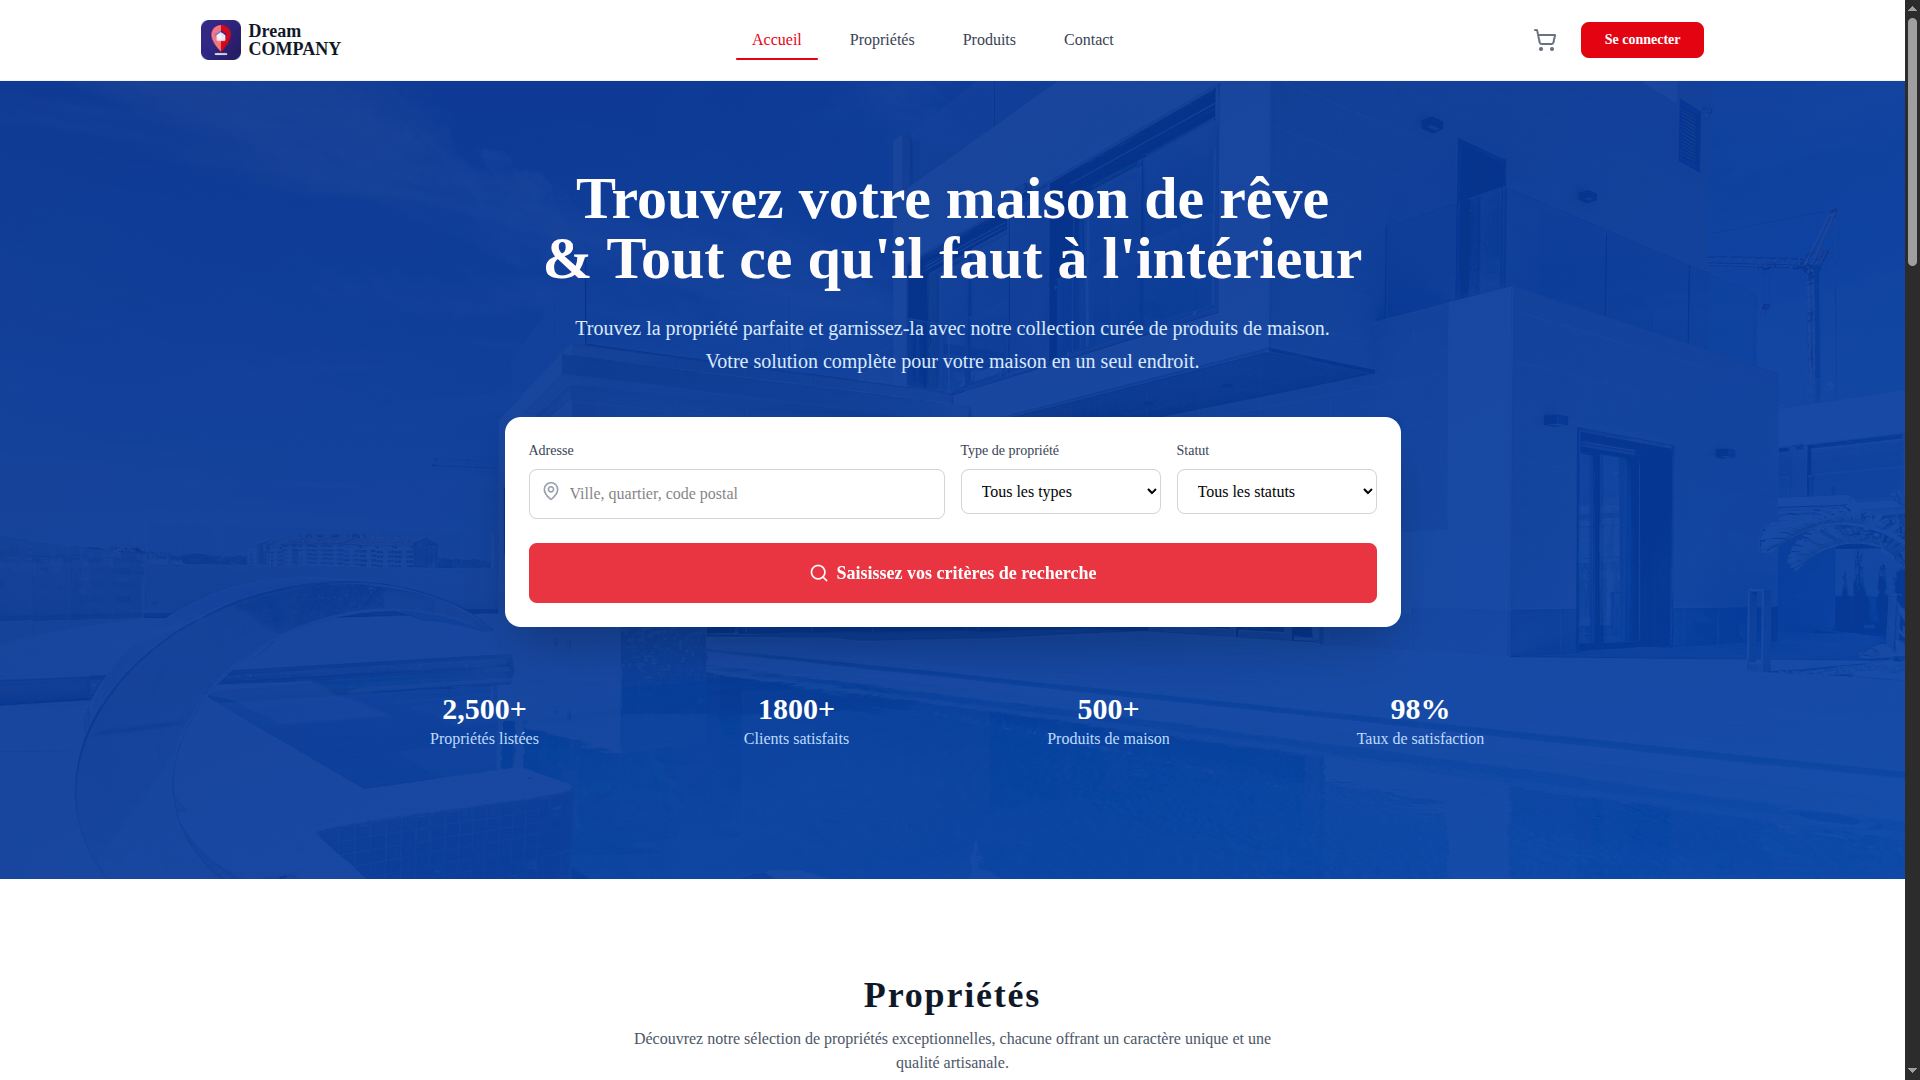 Dream
COMPANY
Accueil
Propriétés
Produits
Contact
Se connecter
Trouvez votre maison de rêve
& Tout ce qu'il faut à l'intérieur
Trouvez la propriété parfaite et garnissez-la avec notre collection curée de produits de maison.
Votre solution complète pour votre maison en un seul endroit.
Adresse
Type de propriété
Statut
Ville, quartier, code postal
Tous les types
Tous les statuts
Saisissez vos critères de recherche
2,500+
Propriétés listées
1800+
Clients satisfaits
500+
Produits de maison
98%
Taux de satisfaction
Propriétés
Découvrez notre sélection de propriétés exceptionnelles, chacune offrant un caractère unique et une
qualité artisanale.